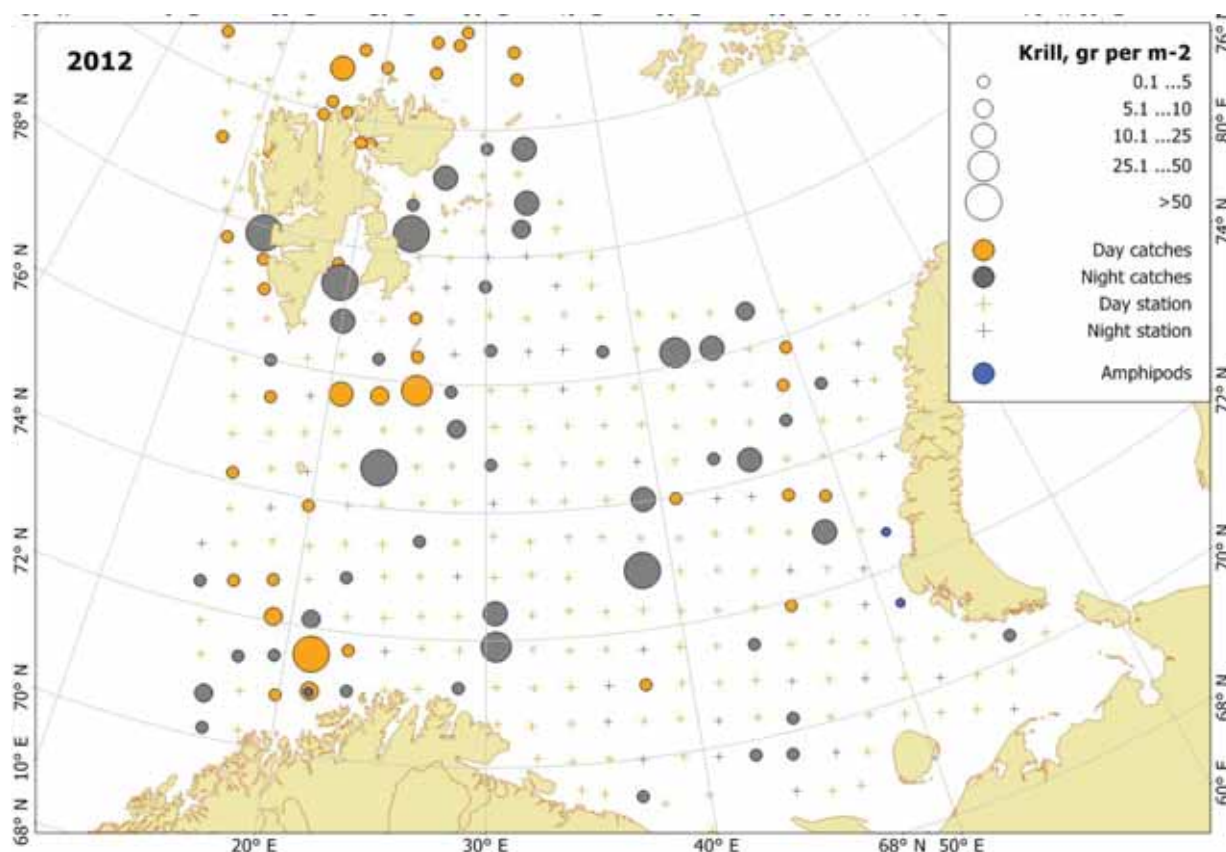 2012
Krill, gr per m-2
0.1 ...5
5.1 ...10
10.1 ...25
25.1 ...50
>50
Day catches
Night catches
Day station
Night station
Amphipods
78° N
76° N
74° N
72° N
70° N
10° E
68° N
80° N
74° N
72° N
70° N
68° N
60° E
20° E
30° E
40° E
68° N
50° E